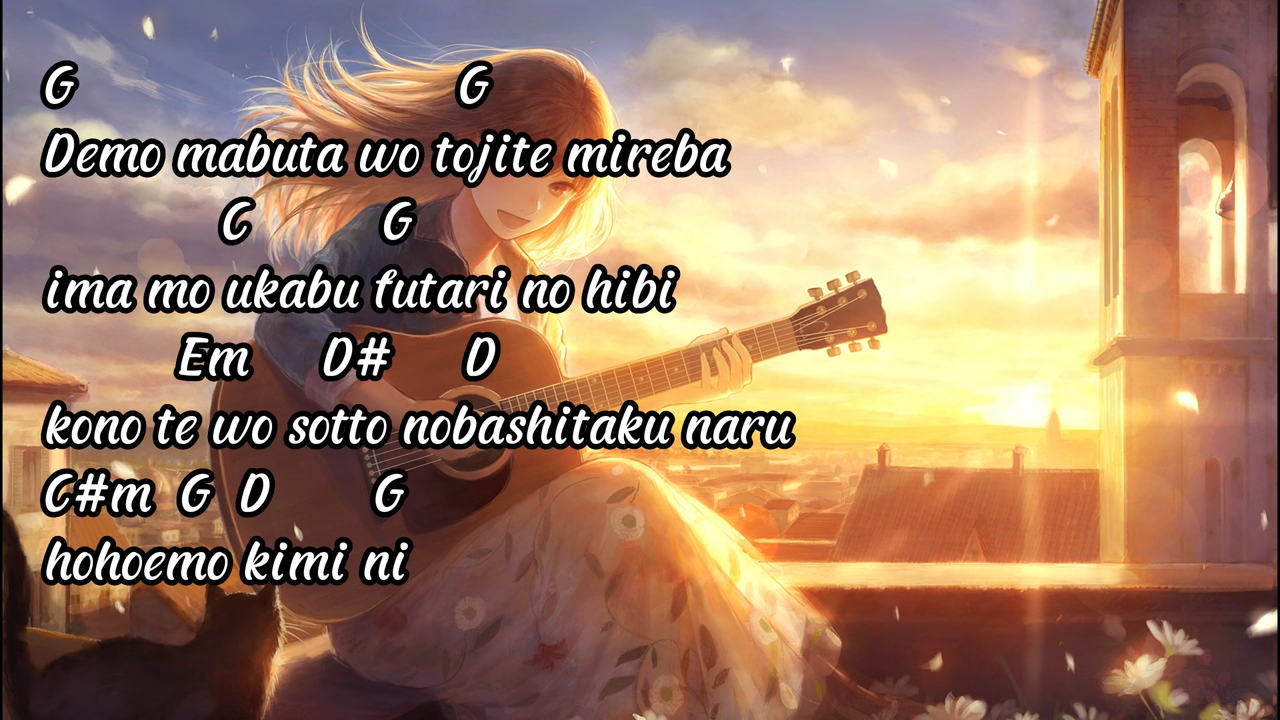 G G
Demo mabuta wo tojite mireba
C G
ima mo ukabu futari no hibi
Em D# D
kono te wo sotto nobashitaku naru
C#m G D G
hohoemo kimi ni